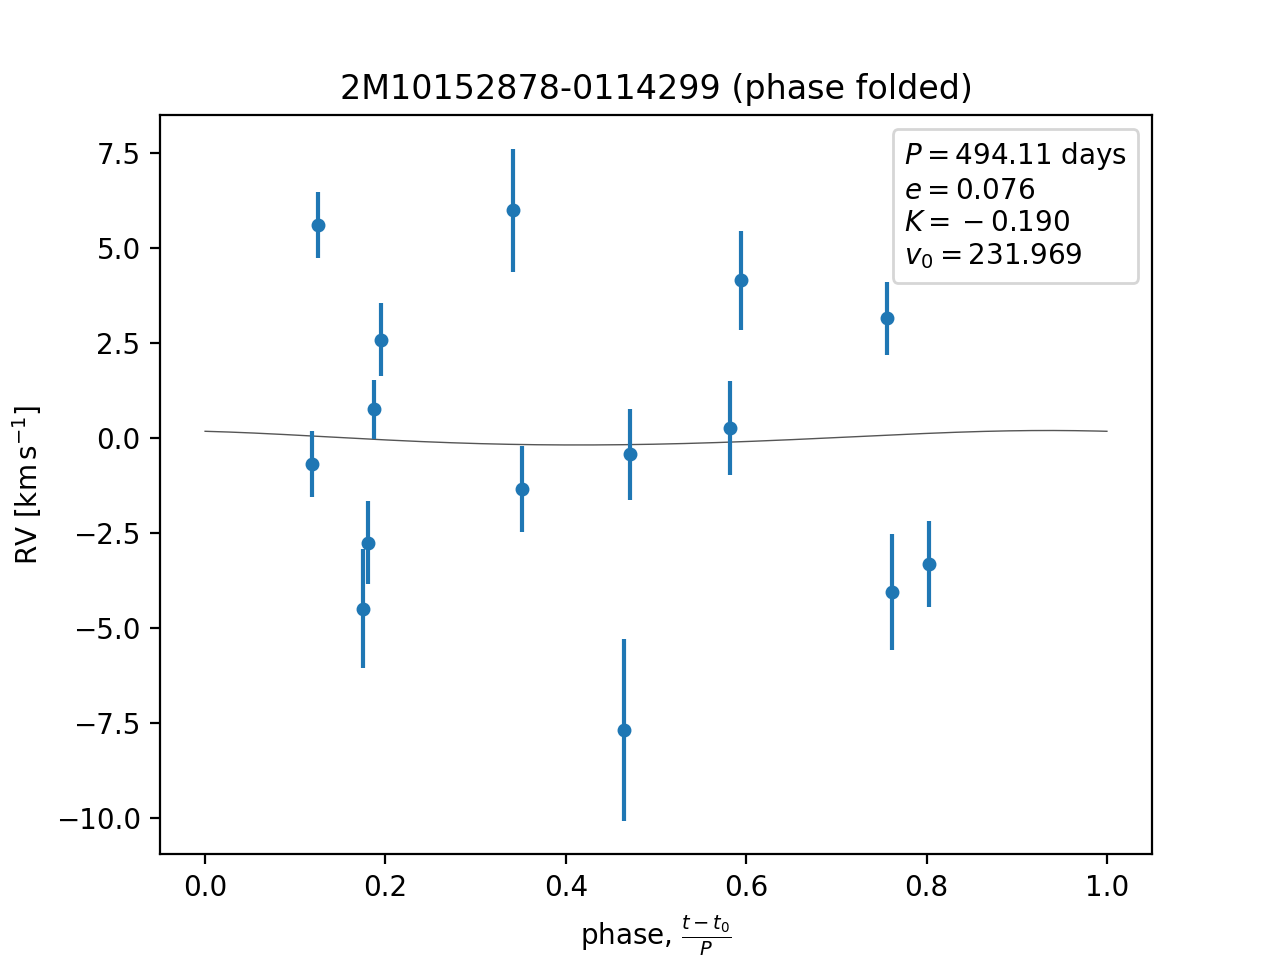 2M10152878-0114299 (phase folded)
P = 494.11 days
e = 0.076
K = −0.190
v₀ = 231.969
7.5
5.0
2.5
0.0
−2.5
−5.0
−7.5
−10.0
RV [km s⁻¹]
0.0 0.2 0.4 0.6 0.8 1.0
phase, (t − t₀)/P